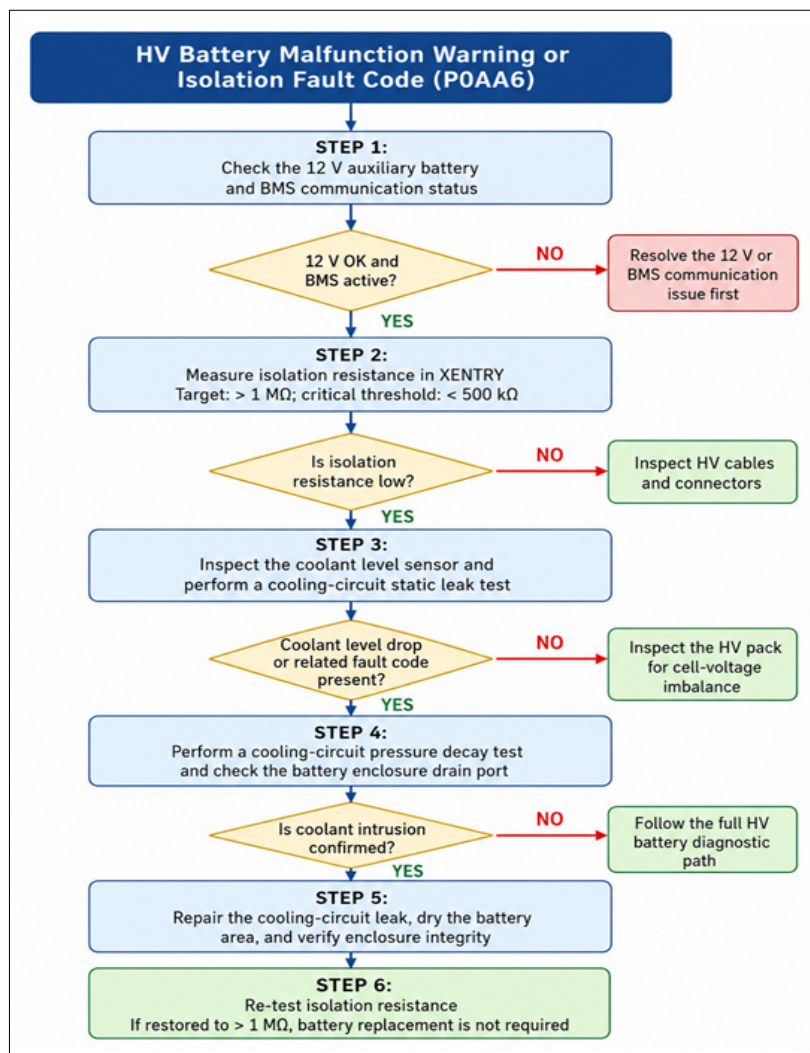 HV Battery Malfunction Warning or
Isolation Fault Code (P0AA6)
STEP 1:
Check the 12 V auxiliary battery
and BMS communication status
12 V OK and
BMS active?
NO
Resolve the 12 V or
BMS communication
issue first
YES
STEP 2:
Measure isolation resistance in XENTRY
Target: > 1 MΩ; critical threshold: < 500 kΩ
Is isolation
resistance low?
NO
Inspect HV cables
and connectors
YES
STEP 3:
Inspect the coolant level sensor and
perform a cooling-circuit static leak test
Coolant level drop
or related fault code
present?
NO
Inspect the HV pack
for cell-voltage
imbalance
YES
STEP 4:
Perform a cooling-circuit pressure decay test
and check the battery enclosure drain port
Is coolant intrusion
confirmed?
NO
Follow the full HV
battery diagnostic
path
YES
STEP 5:
Repair the cooling-circuit leak, dry the battery
area, and verify enclosure integrity
STEP 6:
Re-test isolation resistance
If restored to > 1 MΩ, battery replacement is not required